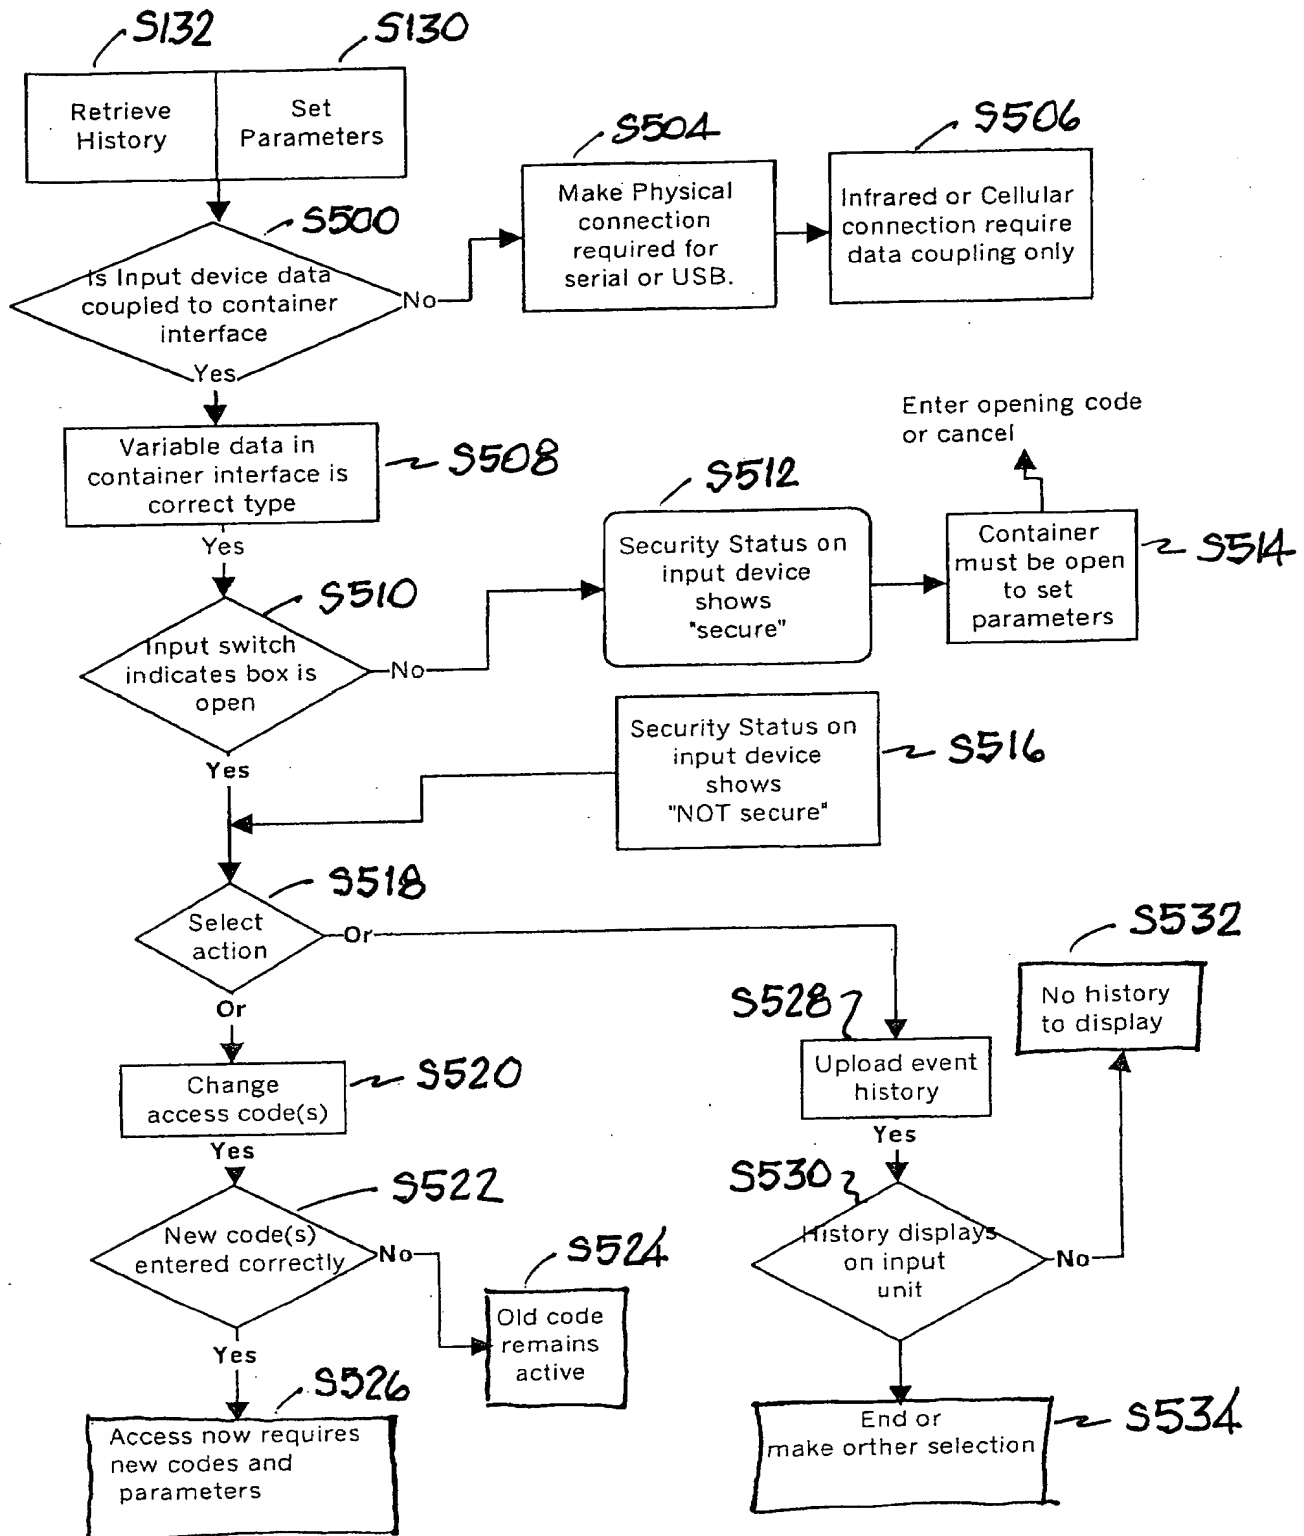 S132
S130
Retrieve
History
Set
Parameters
S504
S506
Make Physical
connection
required for
serial or USB.
Infrared or Cellular
connection require
data coupling only
S500
Is Input device data
coupled to container
interface
No
Yes
Enter opening code
or cancel
Variable data in
container interface is
correct type
S508
Yes
S512
Security Status on
input device
shows
"secure"
Container
must be open
to set
parameters
S514
S510
Input switch
indicates box is
open
No
Yes
Security Status on
input device
shows
"NOT secure"
S516
S518
Select
action
Or
Or
S532
No history
to display
S528
Upload event
history
Yes
Change
access code(s)
S520
Yes
S530
History displays
on input
unit
No
S522
New code(s)
entered correctly
No
Yes
S524
Old code
remains
active
S526
Access now requires
new codes and
parameters
End or
make orther selection
S534